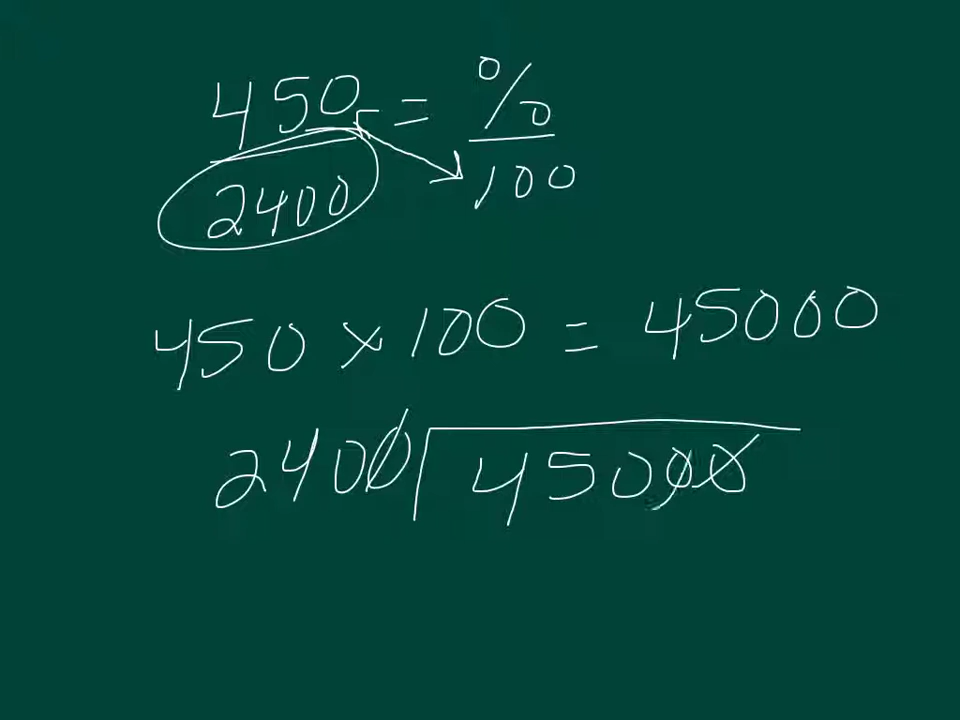 450 = %
2400 100
450 x 100 = 45000
2400 45000